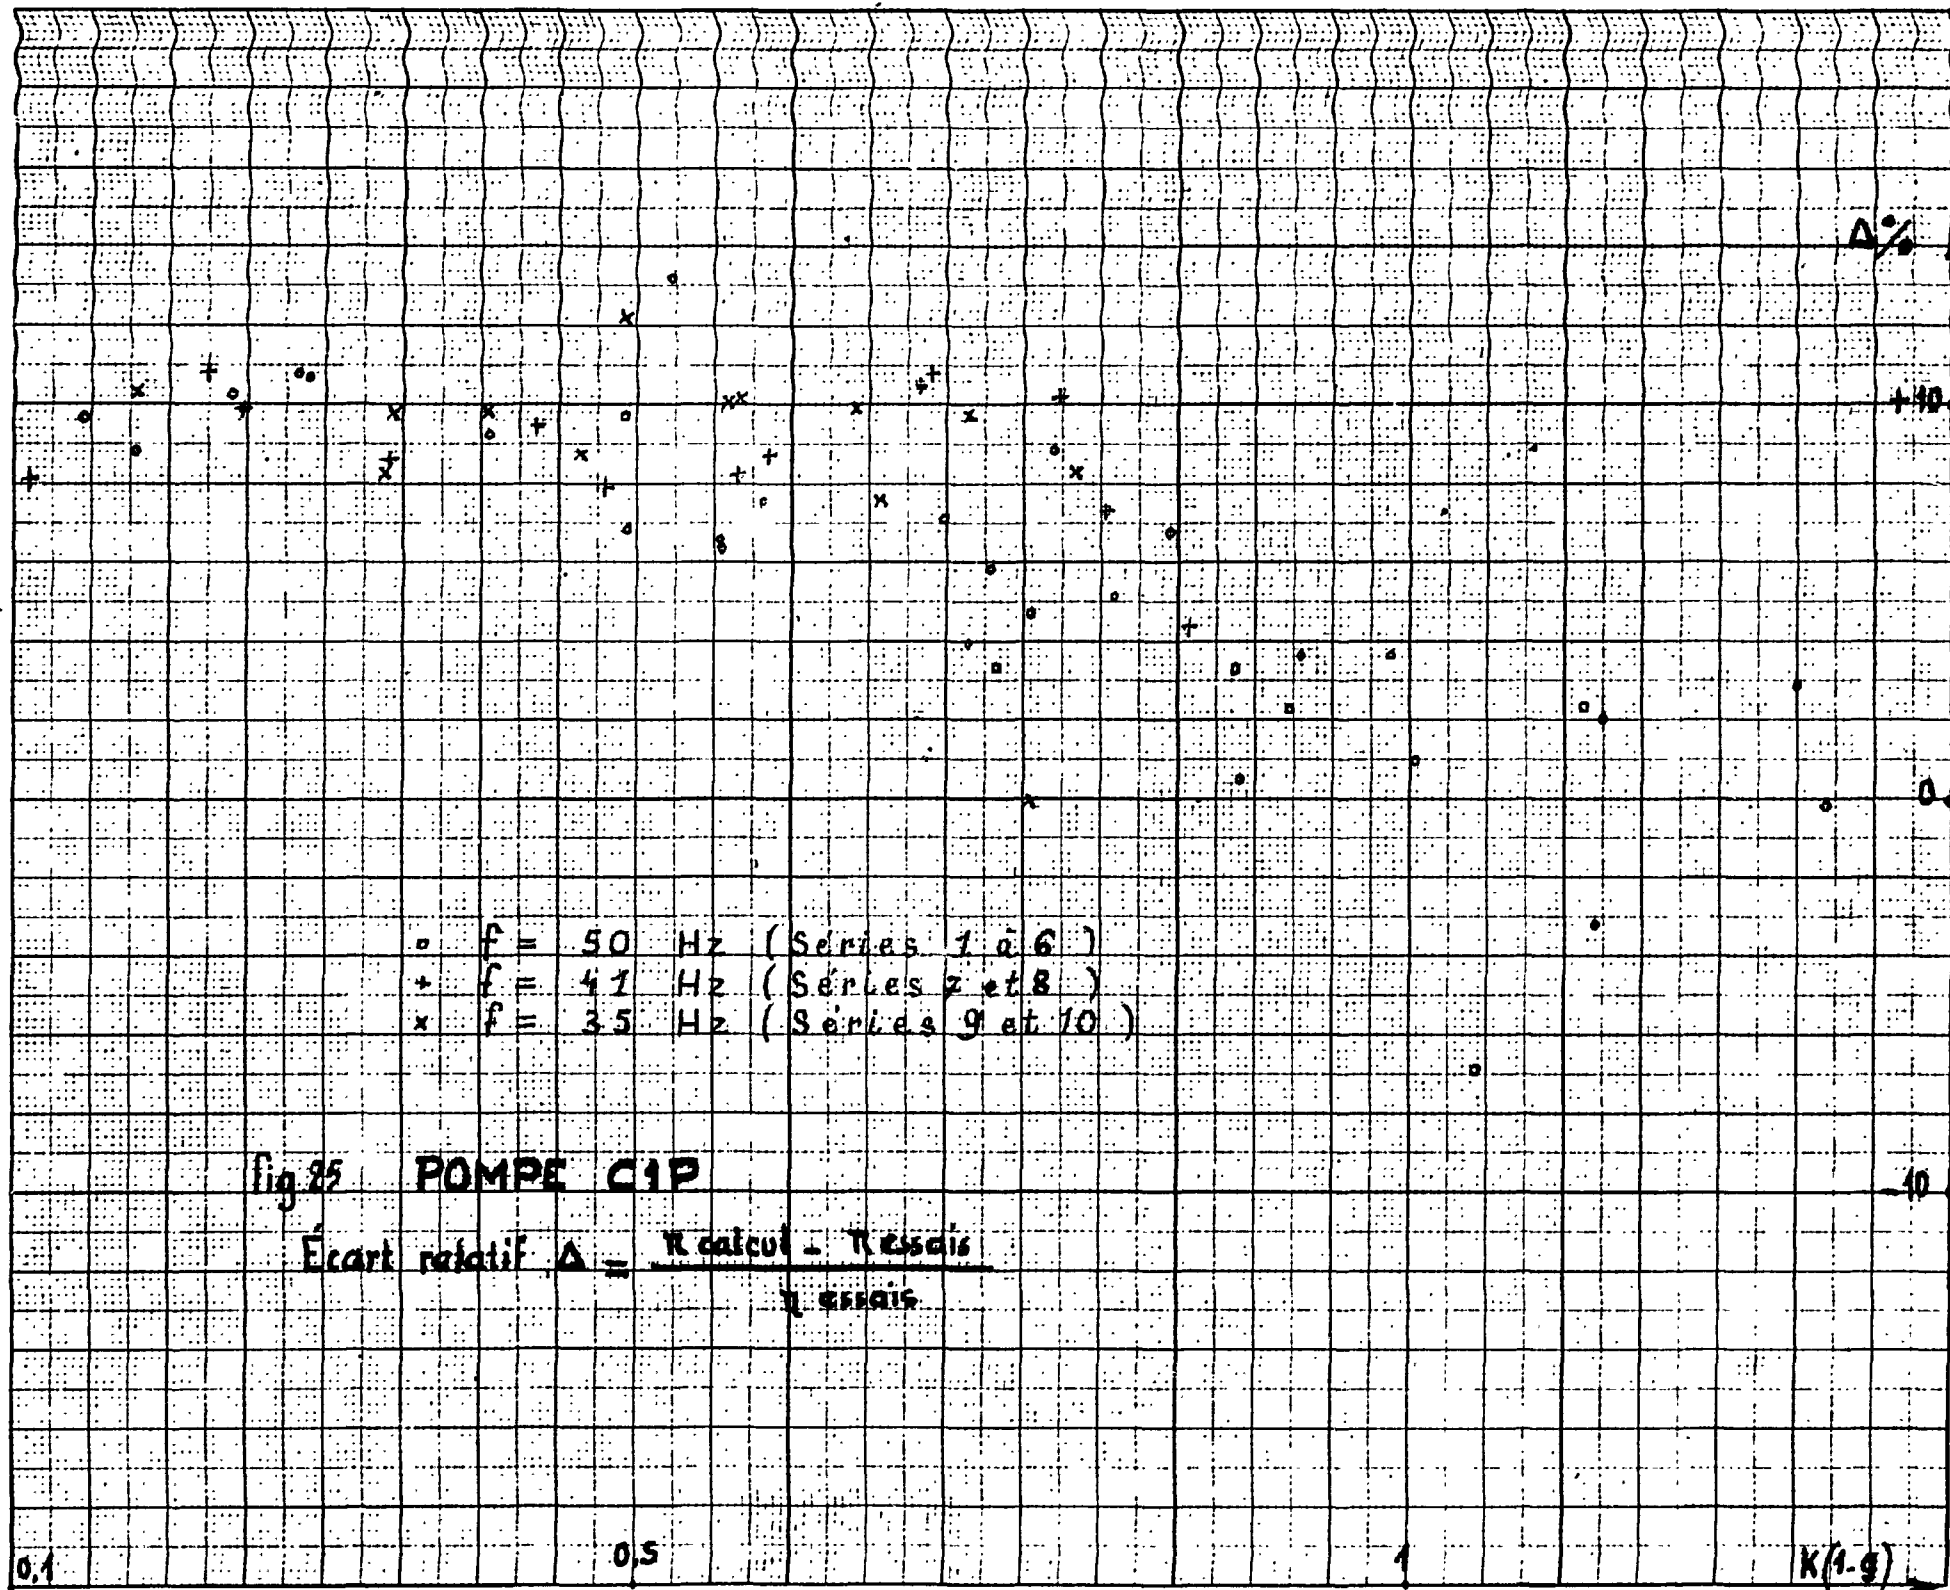 Δ%
+10
0
o f = 50 Hz (Séries 1 à 6)
+ f = 41 Hz (Séries 7 et 8)
x f = 35 Hz (Séries 9 et 10)
-10
fig.25 POMPE C1P
Écart relatif Δ = η calcul - η essais
η essais
0,1 0,5 1 K(1-g)